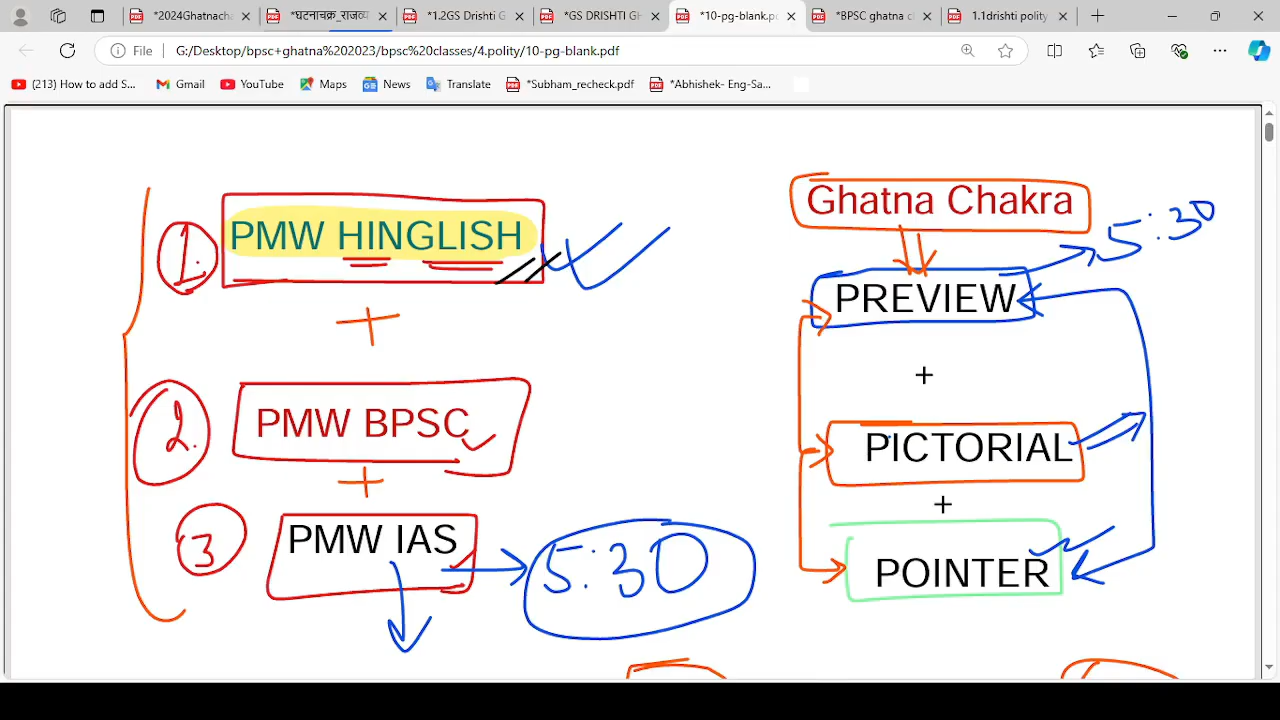 *2024Ghatnacha
*घटनाचक्र_राजव्य
*1.2GS Drishti G
*GS DRISHTI GH
*10-pg-blank.pd
*BPSC ghatna c
1.1drishti polity
File G:/Desktop/bpsc+ghatna%202023/bpsc%20classes/4.polity/10-pg-blank.pdf
(213) How to add S...
Gmail
YouTube
Maps
News
Translate
*Subham_recheck.pdf
*Abhishek- Eng-Sa...
1. PMW HINGLISH
+
2. PMW BPSC
+
3 PMW IAS 5:30
Ghatna Chakra
PREVIEW 5:30
+
PICTORIAL
+
POINTER